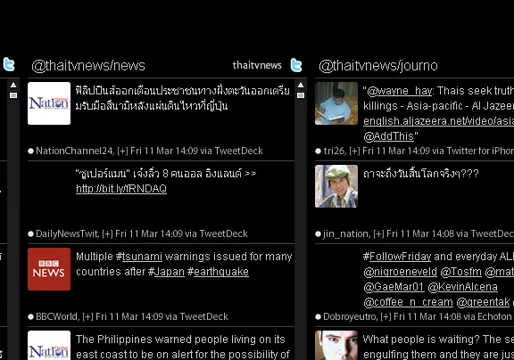 @thaitvnews/news
thaitvnews
ฟิลิปปินส์ออกเตือนประชาชนทางฝั่งตะวันออกเตรีย
มรับมือสึนามิหลังแผ่นดินไหวที่ญี่ปุ่น
NationChannel24, [+] Fri 11 Mar 14:09 via TweetDeck
"ซูเปอร์แมน" เจ๋งลิ่ว 8 คนออล อิงแลนด์ >>
http://bit.ly/fRNDAQ
DailyNewsTwit, [+] Fri 11 Mar 14:09 via TweetDeck
BBC
NEWS
Multiple #tsunami warnings issued for many
countries after #Japan #earthquake
BBCWorld, [+] Fri 11 Mar 14:09 via TweetDeck
Nation
The Philippines warned people living on its
east coast to be on alert for the possibility of
@thaitvnews/journo
"@wayne_hay: Thais seek truth
killings - Asia-pacific - Al Jazeer
english.aljazeera.net/video/asia
@AddThis"
tri26, [+] Fri 11 Mar 14:09 via Twitter for iPhon
ฤาจะถึงวันสิ้นโลกจริงๆ???
jin_nation, [+] Fri 11 Mar 14:08 via TweetDec
#FollowFriday and everyday AL
@nigroeneveld @Tosfm @mat
@GaeMar01 @KevinAlcena
@coffee_n_cream @greentak
Dobroyeutro, [+] Fri 11 Mar 14:08 via Echofon
What people is waiting? The se
engulfing them and they are jus